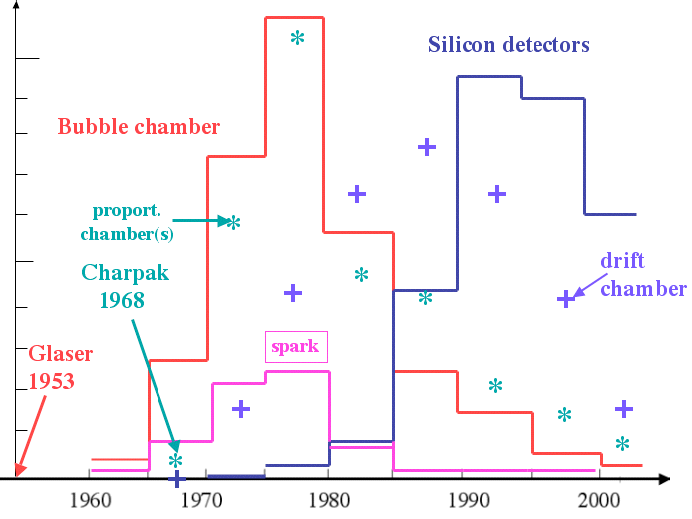 Silicon detectors
Bubble chamber
proport.
chamber(s)
Charpak
1968
drift
chamber
spark
Glaser
1953
1960
1970
1980
1990
2000